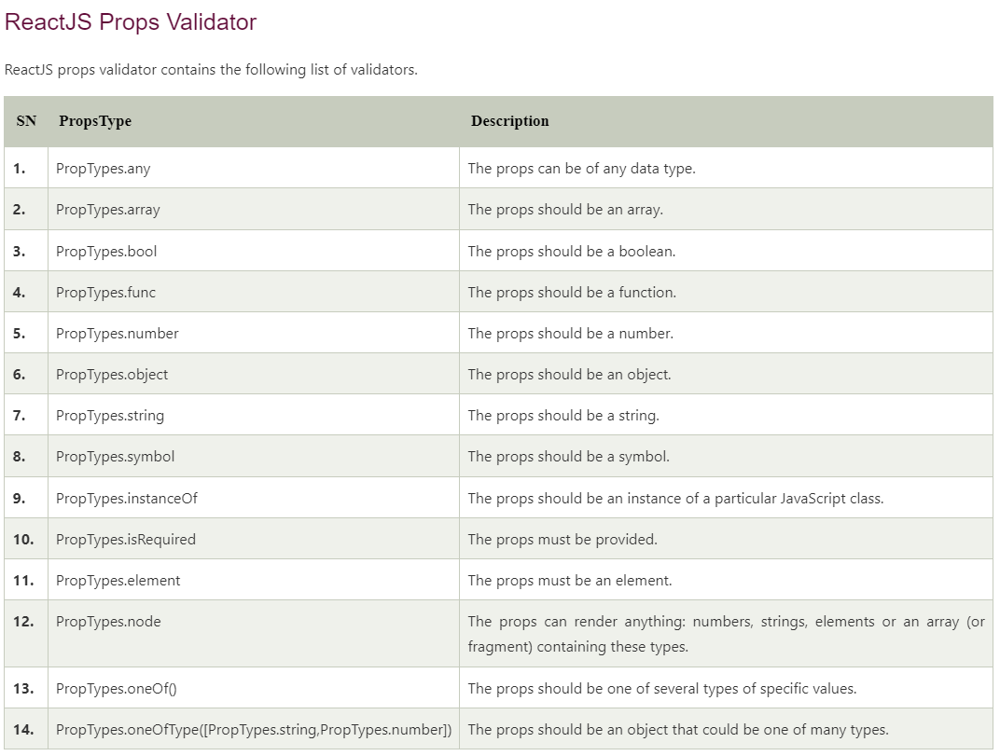 ReactJS Props Validator
ReactJS props validator contains the following list of validators.
SN PropsType Description
1. PropTypes.any The props can be of any data type.
2. PropTypes.array The props should be an array.
3. PropTypes.bool The props should be a boolean.
4. PropTypes.func The props should be a function.
5. PropTypes.number The props should be a number.
6. PropTypes.object The props should be an object.
7. PropTypes.string The props should be a string.
8. PropTypes.symbol The props should be a symbol.
9. PropTypes.instanceOf The props should be an instance of a particular JavaScript class.
10. PropTypes.isRequired The props must be provided.
11. PropTypes.element The props must be an element.
12. PropTypes.node The props can render anything: numbers, strings, elements or an array (or
fragment) containing these types.
13. PropTypes.oneOf() The props should be one of several types of specific values.
14. PropTypes.oneOfType([PropTypes.string,PropTypes.number]) The props should be an object that could be one of many types.